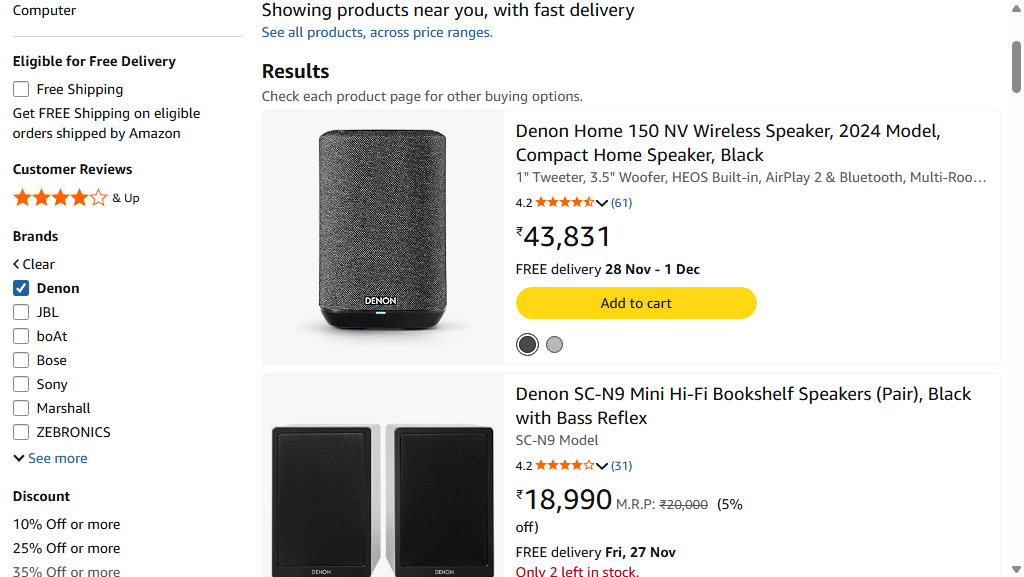 Computer
Eligible for Free Delivery
Free Shipping
Get FREE Shipping on eligible
orders shipped by Amazon
Customer Reviews
& Up
Brands
Clear
Denon
JBL
boAt
Bose
Sony
Marshall
ZEBRONICS
See more
Discount
10% Off or more
25% Off or more
35% Off or more
Showing products near you, with fast delivery
See all products, across price ranges.
Results
Check each product page for other buying options.
DENON
Denon Home 150 NV Wireless Speaker, 2024 Model,
Compact Home Speaker, Black
1" Tweeter, 3.5" Woofer, HEOS Built-in, AirPlay 2 & Bluetooth, Multi-Roo…
4.2 (61)
₹43,831
FREE delivery 28 Nov - 1 Dec
Add to cart
DENON DENON
Denon SC-N9 Mini Hi-Fi Bookshelf Speakers (Pair), Black
with Bass Reflex
SC-N9 Model
4.2 (31)
₹18,990 M.R.P: ₹20,000 (5%
off)
FREE delivery Fri, 27 Nov
Only 2 left in stock.